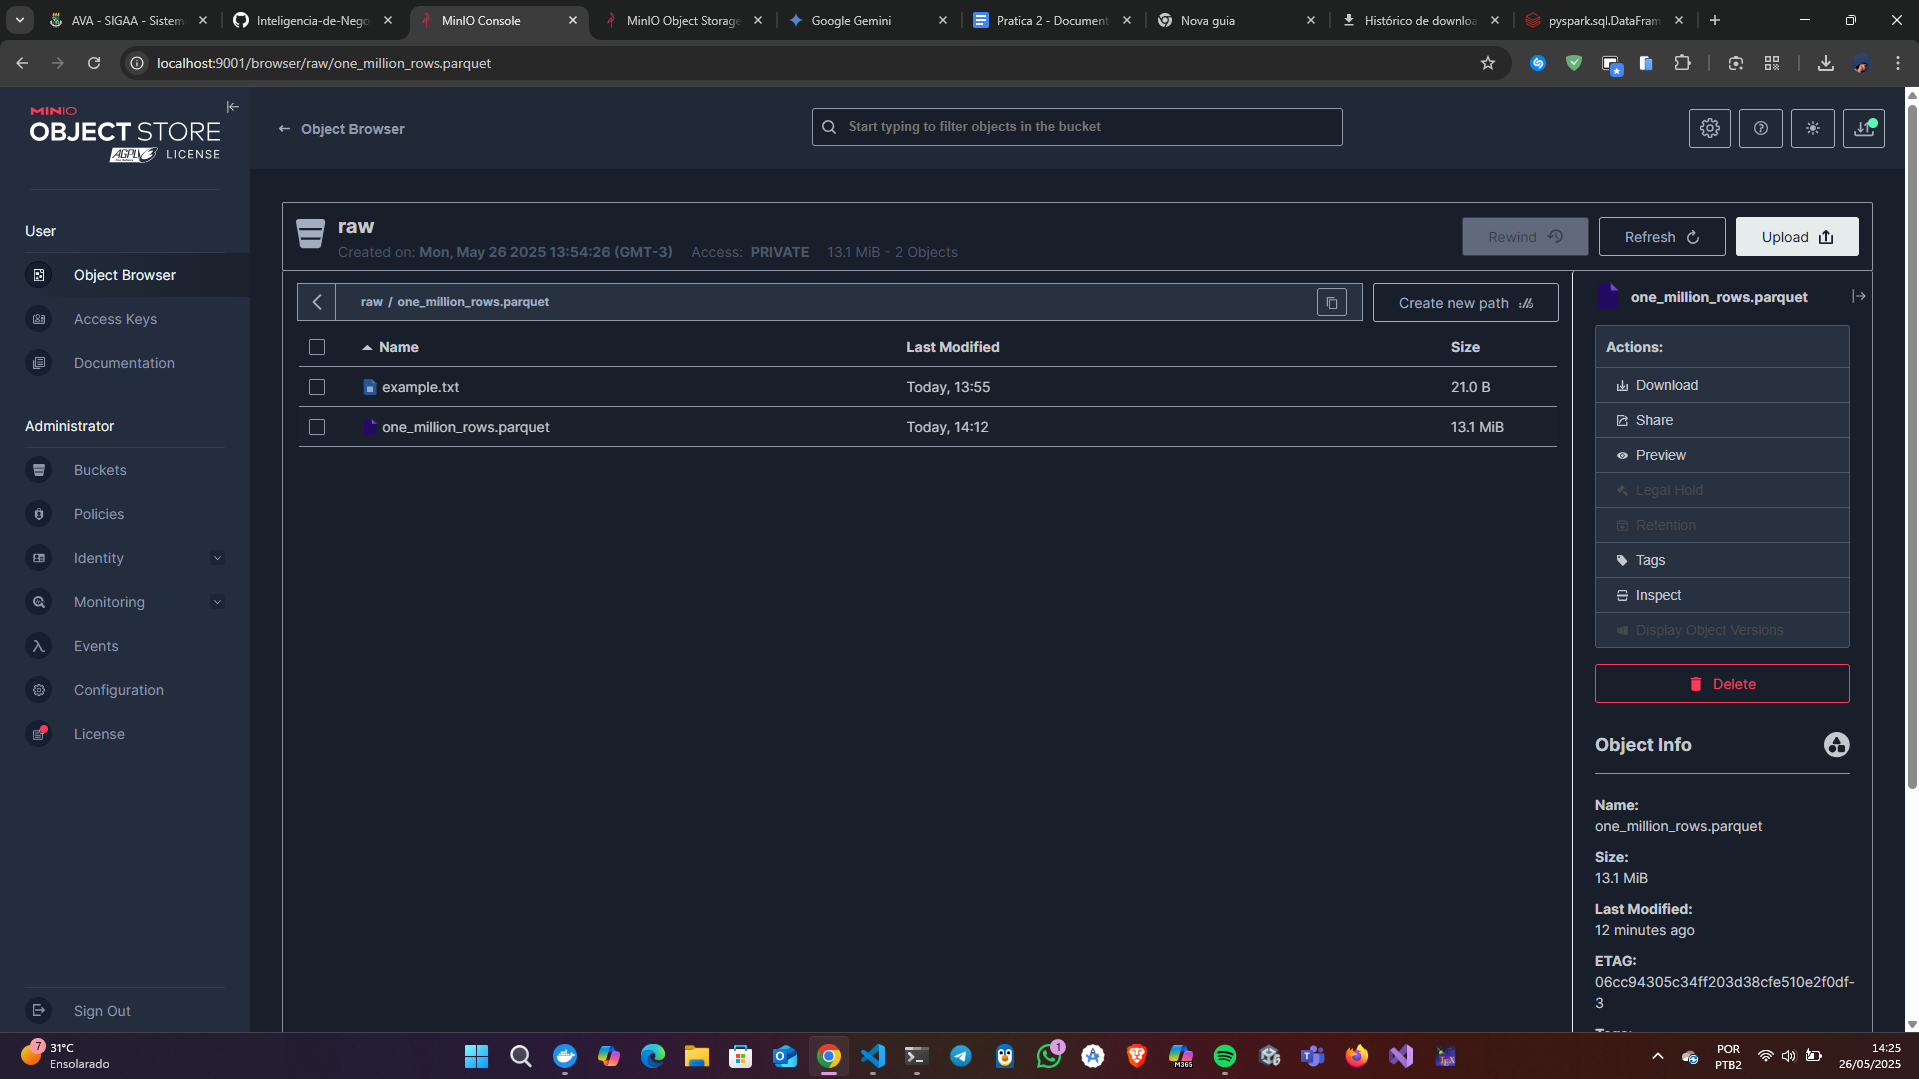 AVA - SIGAA - Sistem
Inteligencia-de-Nego
MinIO Console
MinIO Object Storage
Google Gemini
Pratica 2 - Document
Nova guia
Histórico de downloa
pyspark.sql.DataFram
localhost:9001/browser/raw/one_million_rows.parquet
MINIO
OBJECT STORE
AGPLv3 LICENSE
Object Browser
Start typing to filter objects in the bucket
User
Object Browser
Access Keys
Documentation
Administrator
Buckets
Policies
Identity
Monitoring
Events
Configuration
License
Sign Out
raw
Created on: Mon, May 26 2025 13:54:26 (GMT-3) Access: PRIVATE 13.1 MiB - 2 Objects
Rewind
Refresh
Upload
raw / one_million_rows.parquet
Create new path
Name Last Modified Size
example.txt Today, 13:55 21.0 B
one_million_rows.parquet Today, 14:12 13.1 MiB
one_million_rows.parquet
Actions:
Download
Share
Preview
Legal Hold
Retention
Tags
Inspect
Display Object Versions
Delete
Object Info
Name:
one_million_rows.parquet
Size:
13.1 MiB
Last Modified:
12 minutes ago
ETAG:
06cc94305c34ff203d38cfe510e2f0df-
3
Tags:
7
31°C
Ensolarado
1
M365
POR
PTB2
14:25
26/05/2025